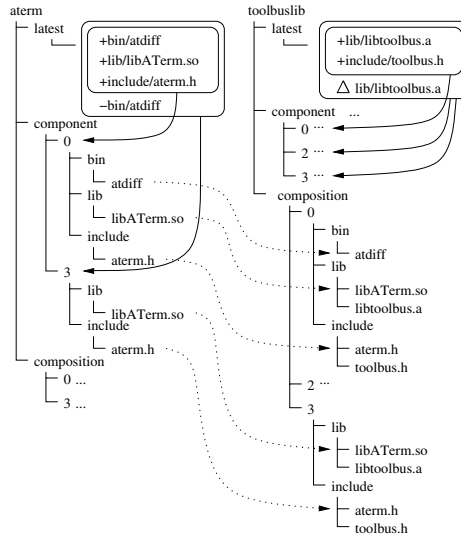 aterm
latest
+bin/atdiff
+lib/libATerm.so
+include/aterm.h
−bin/atdiff
component
0
bin
atdiff
lib
libATerm.so
include
aterm.h
3
lib
libATerm.so
include
aterm.h
composition
0 ...
3 ...
toolbuslib
latest
+lib/libtoolbus.a
+include/toolbus.h
△ lib/libtoolbus.a
component ...
0 ...
2 ...
3 ...
composition
0
bin
atdiff
lib
libATerm.so
libtoolbus.a
include
aterm.h
toolbus.h
2 ...
3
lib
libATerm.so
libtoolbus.a
include
aterm.h
toolbus.h